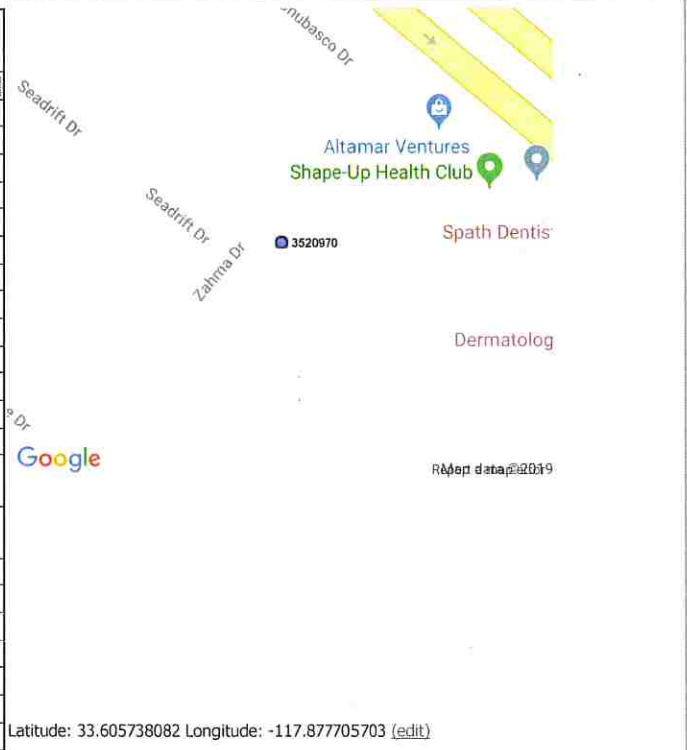 nubasco Dr
Seadrift Dr
Altamar Ventures
Shape-Up Health Club
Seadrift Dr
Zahma Dr
3520970
Spath Dentis
Dermatolog
e Dr
Google
Map data ©2019
Latitude: 33.605738082 Longitude: -117.877705703 (edit)